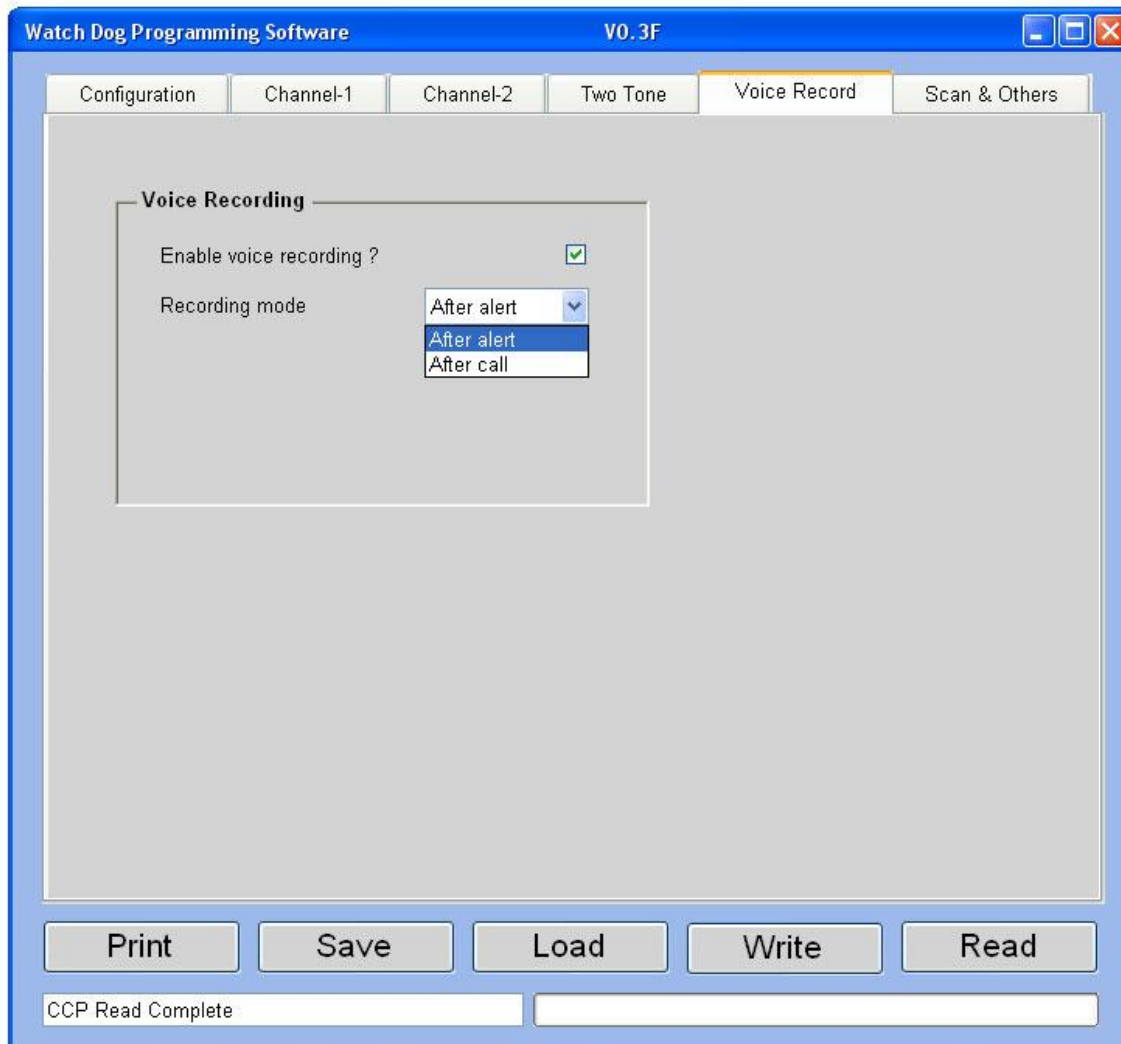 Watch Dog Programming Software V0.3F
Configuration Channel-1 Channel-2 Two Tone Voice Record Scan & Others
Voice Recording
Enable voice recording ?
Recording mode After alert
After alert
After call
Print Save Load Write Read
CCP Read Complete